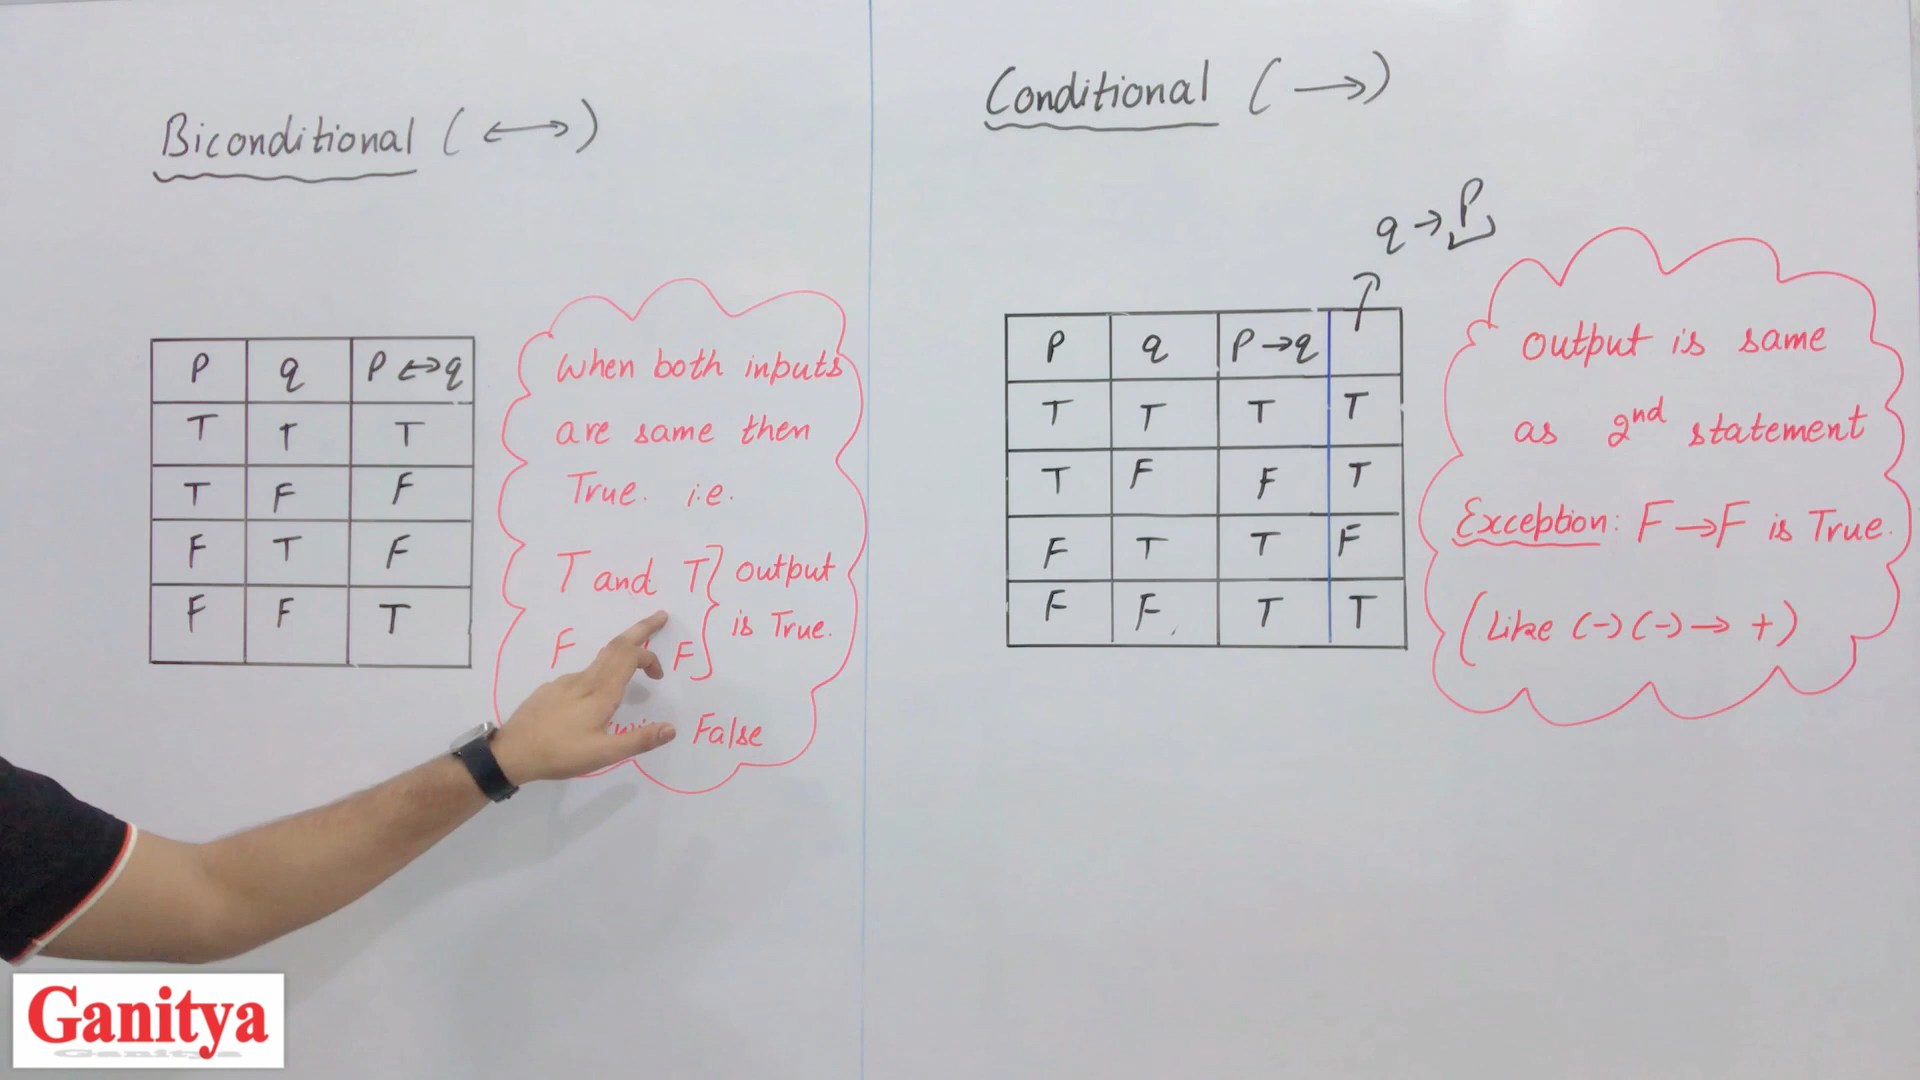 Biconditional (⟷)
P q P⟷q
T T T
T F F
F T F
F F T
when both inputs
are same then
True. i.e.
T and T } output
F F } is True.
False
Conditional (→)
q→P
P q P→q
T T T T
T F F T
F T T F
F F T T
output is same
as 2nd statement
Exception: F→F is True.
(Like (-)(-)→ +)
Ganitya